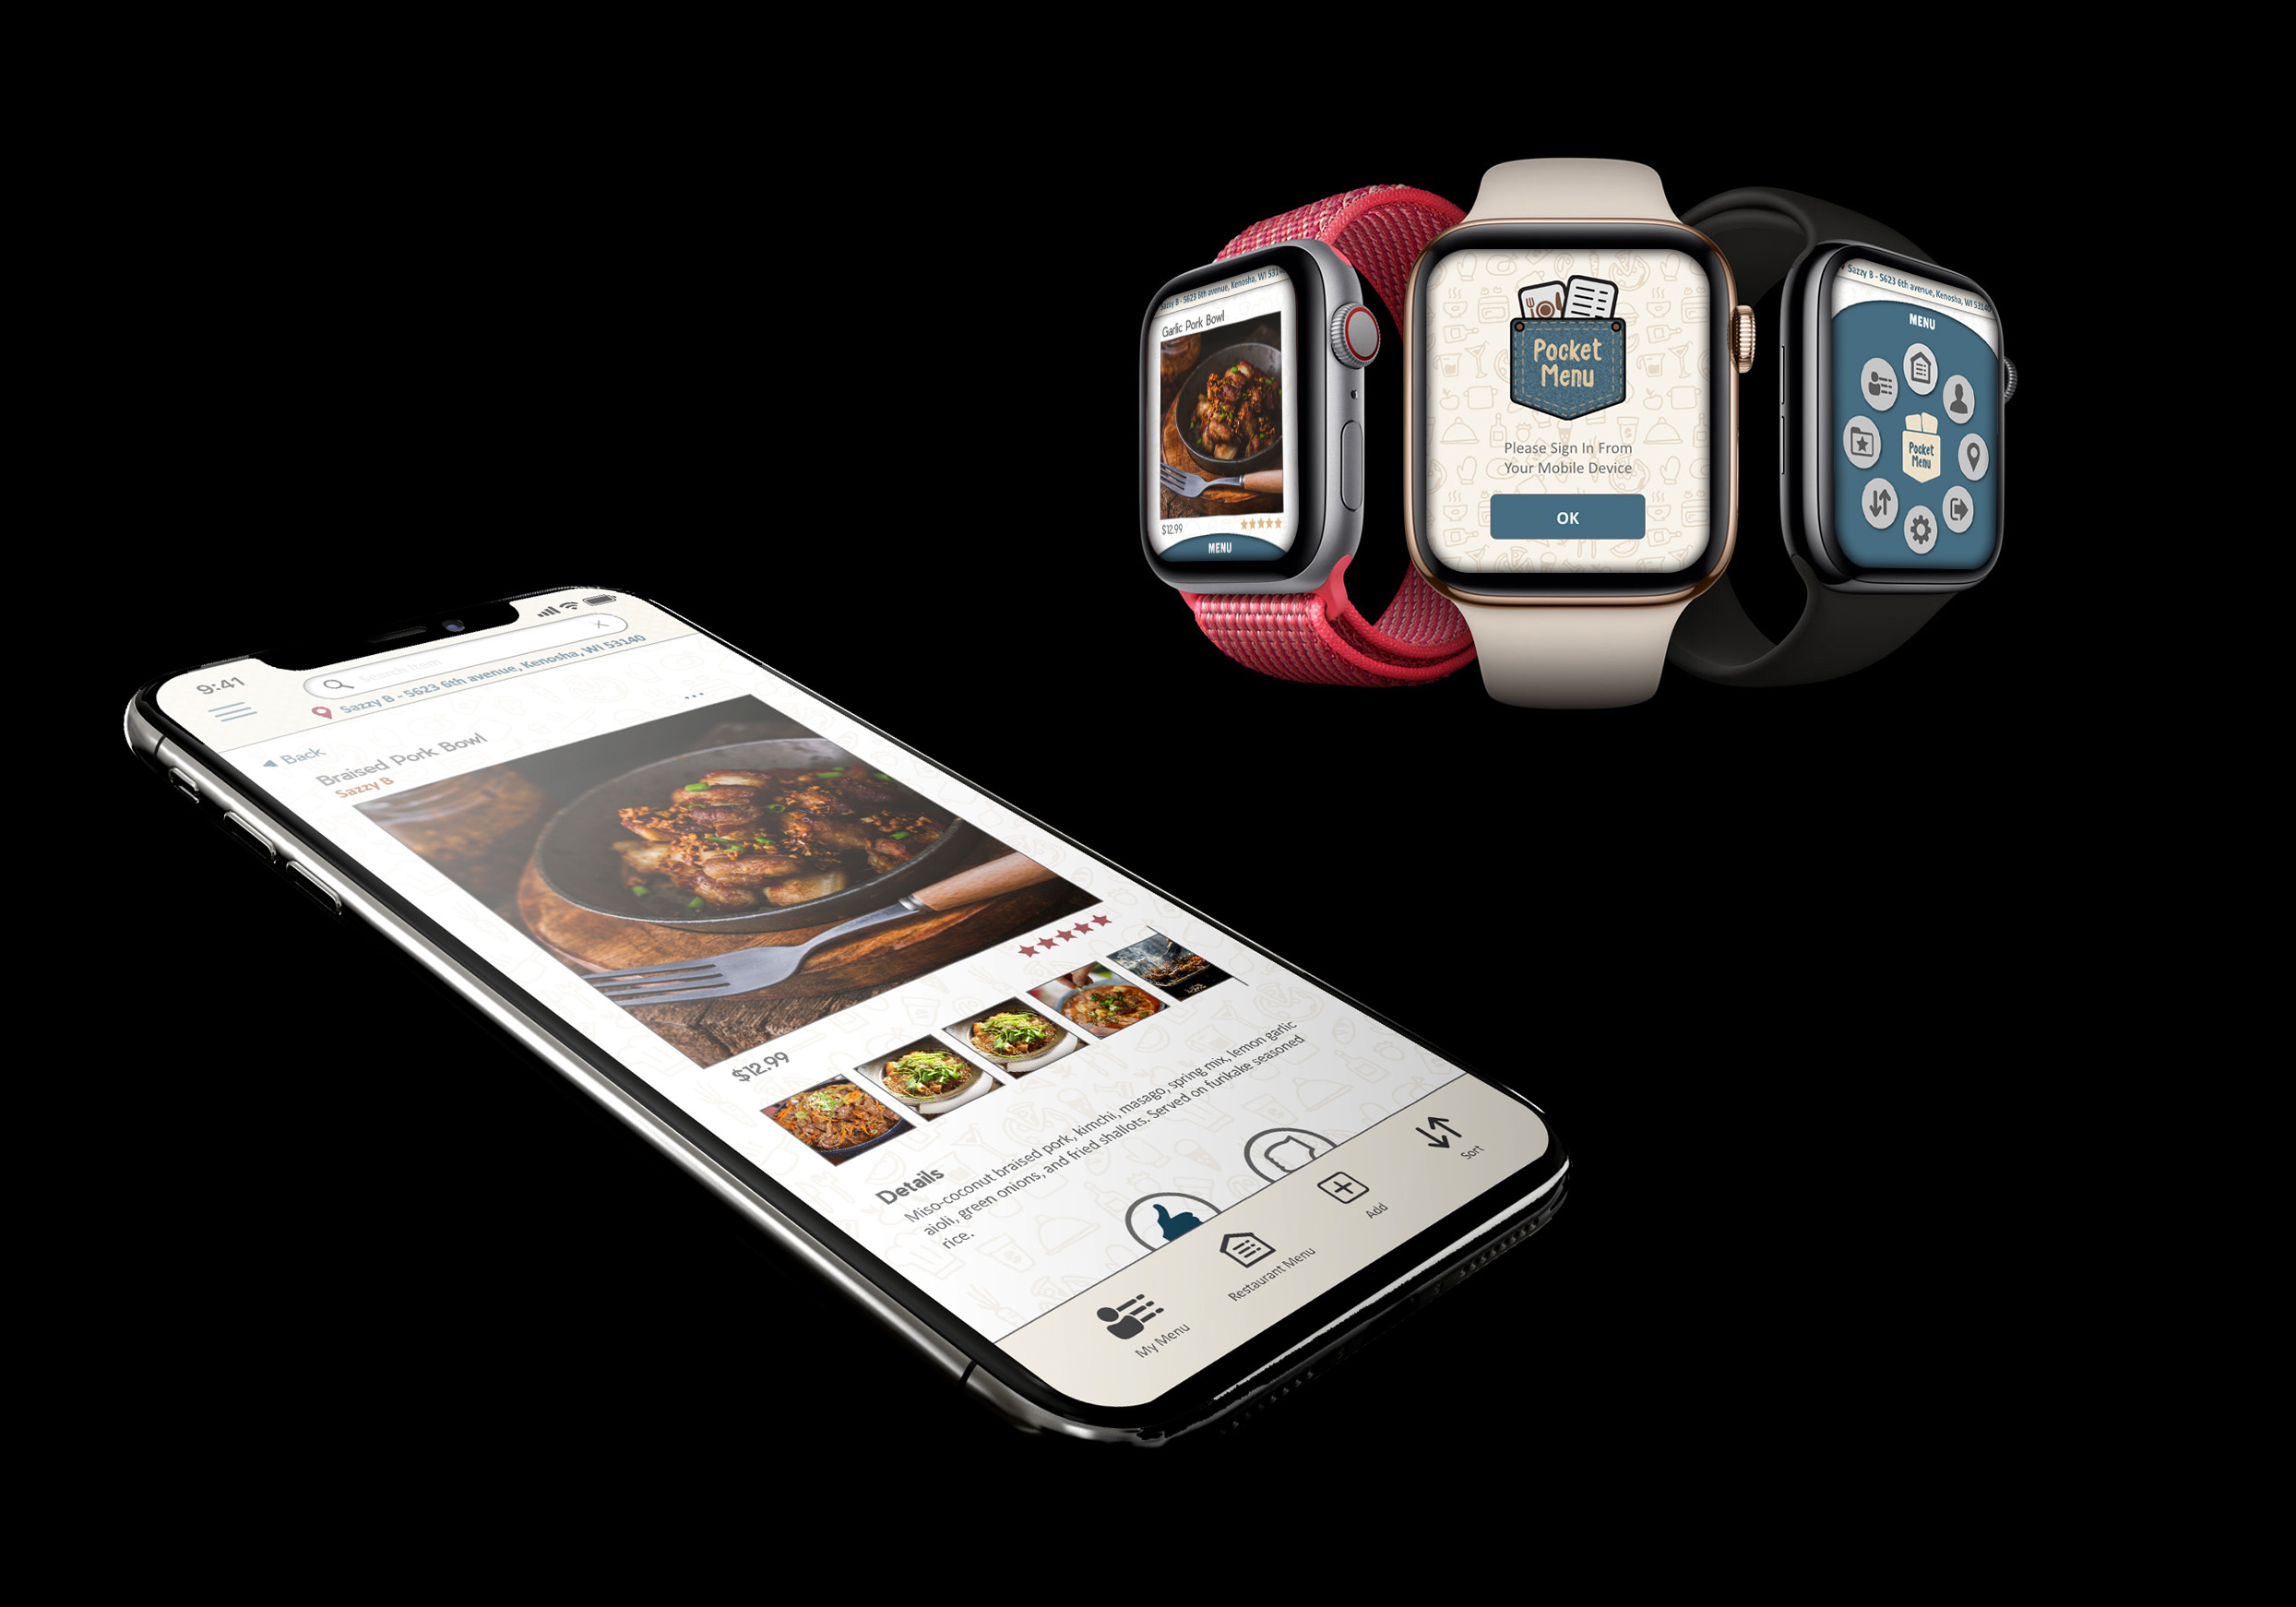 Sazzy B - 5623 6th avenue, Kenosha, WI 5314
Garlic Pork Bowl
$12.99
MENU
Pocket
Menu
Please Sign In From
Your Mobile Device
OK
Sazzy B - 5623 6th avenue, Kenosha, WI 53140
MENU
Pocket
Menu
9:41
Search Item
Sazzy B - 5623 6th avenue, Kenosha, WI 53140
Back
Braised Pork Bowl
Sazzy B
$12.99
Details
Miso-coconut braised pork, kimchi, masago, spring mix, lemon garlic
aioli, green onions, and fried shallots. Served on furikake seasoned
rice.
My Menu
Restaurant Menu
Add
Sort